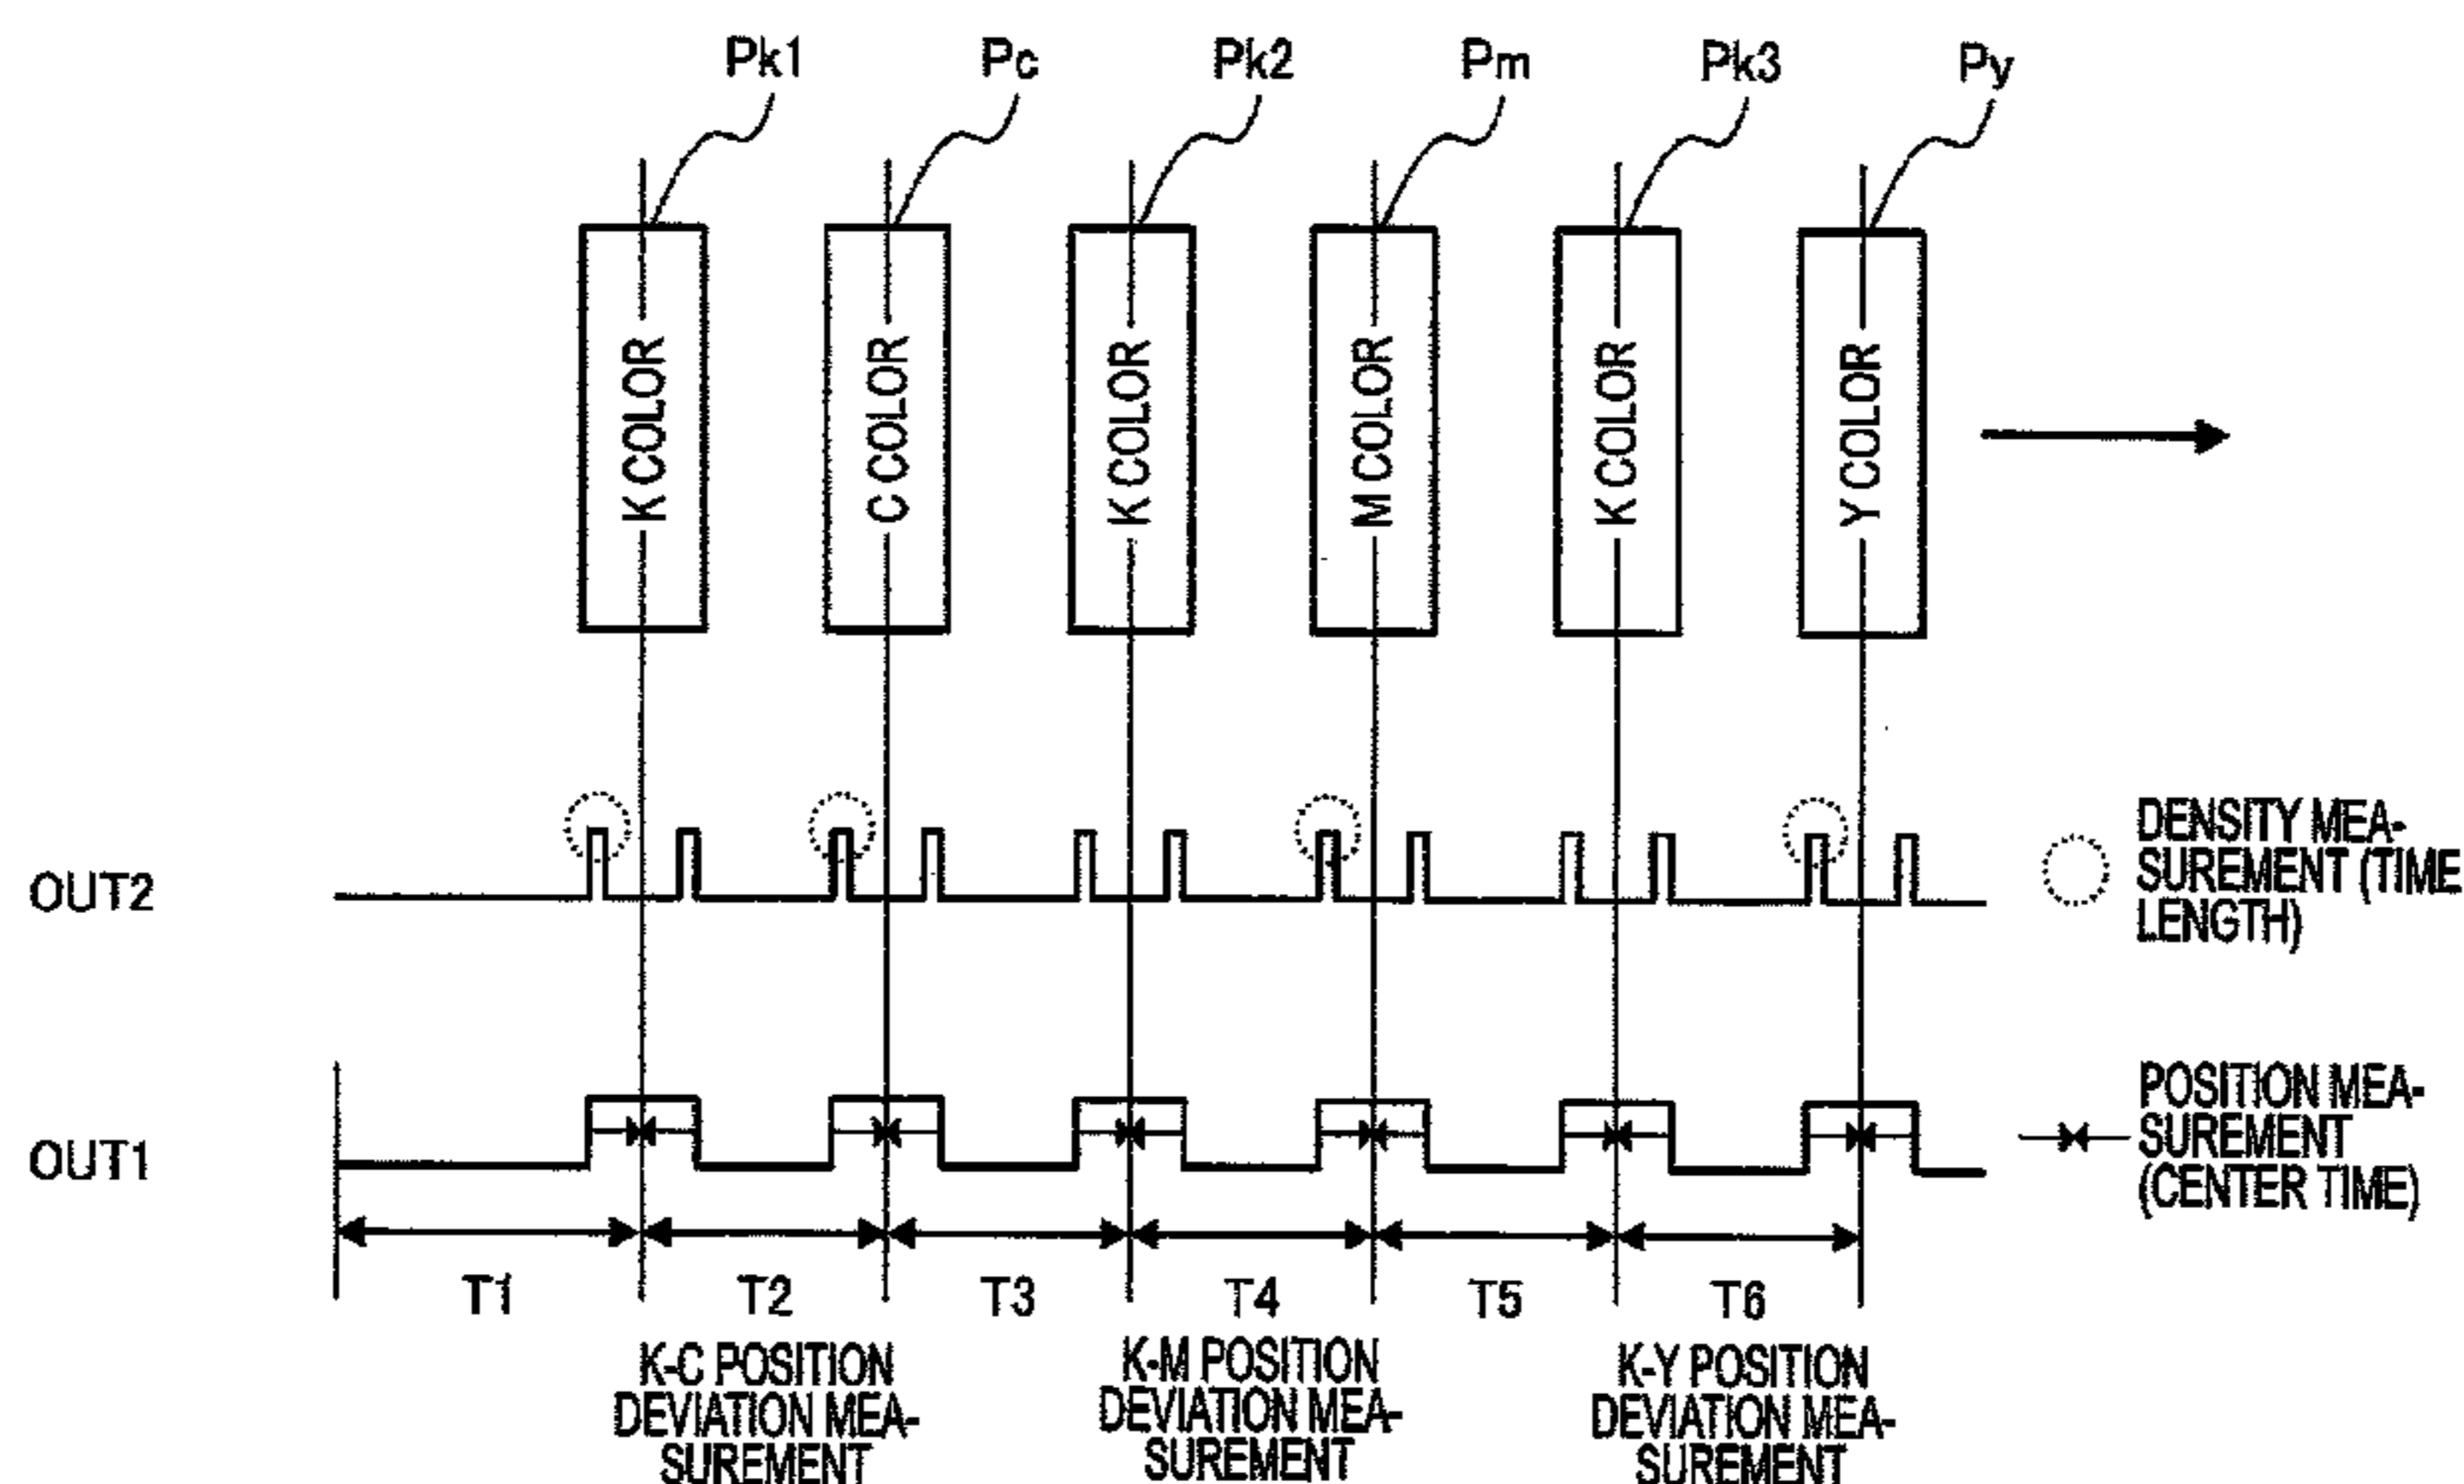 Pk1 Pc Pk2 Pm Pk3 Py
K COLOR
C COLOR
K COLOR
M COLOR
K COLOR
Y COLOR
OUT2
DENSITY MEA-
SUREMENT (TIME
LENGTH)
OUT1
POSITION MEA-
SUREMENT
(CENTER TIME)
T1 T2 T3 T4 T5 T6
K-C POSITION
DEVIATION MEA-
SUREMENT
K-M POSITION
DEVIATION MEA-
SUREMENT
K-Y POSITION
DEVIATION MEA-
SUREMENT